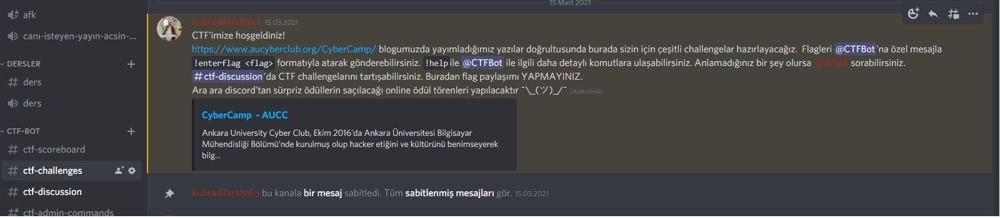 afk
canı-isteyen-yayın-acsin-...
DERSLER
ders
ders
CTF-BOT
ctf-scoreboard
ctf-challenges
ctf-discussion
ctf-admin-commands
15 Mart 2021
kubradilarabalci 15.03.2021
CTF'imize hoşgeldiniz!
https://www.aucyberclub.org/CyberCamp/ blogumuzda yayımladığımız yazılar doğrultusunda burada sizin için çeşitli challengelar hazırlayacağız. Flagleri @CTFBot'na özel mesajla
!enterflag <flag> formatıyla atarak gönderebilirsiniz. !help ile @CTFBot ile ilgili daha detaylı komutlara ulaşabilirsiniz. Anlamadığınız bir şey olursa sorabilirsiniz.
#ctf-discussion'da CTF challengelarını tartışabilirsiniz. Buradan flag paylaşımı YAPMAYINIZ.
Ara ara discord'tan sürpriz ödüllerin saçılacağı online ödül törenleri yapılacaktır ¯\_(ツ)_/¯ (düzenlendi)
CyberCamp - AUCC
Ankara University Cyber Club, Ekim 2016'da Ankara Üniversitesi Bilgisayar
Mühendisliği Bölümü’nde kurulmuş olup hacker etiğini ve kültürünü benimseyerek
bilg...
kubradilarabalci bu kanala bir mesaj sabitledi. Tüm sabitlenmiş mesajları gör. 15.03.2021